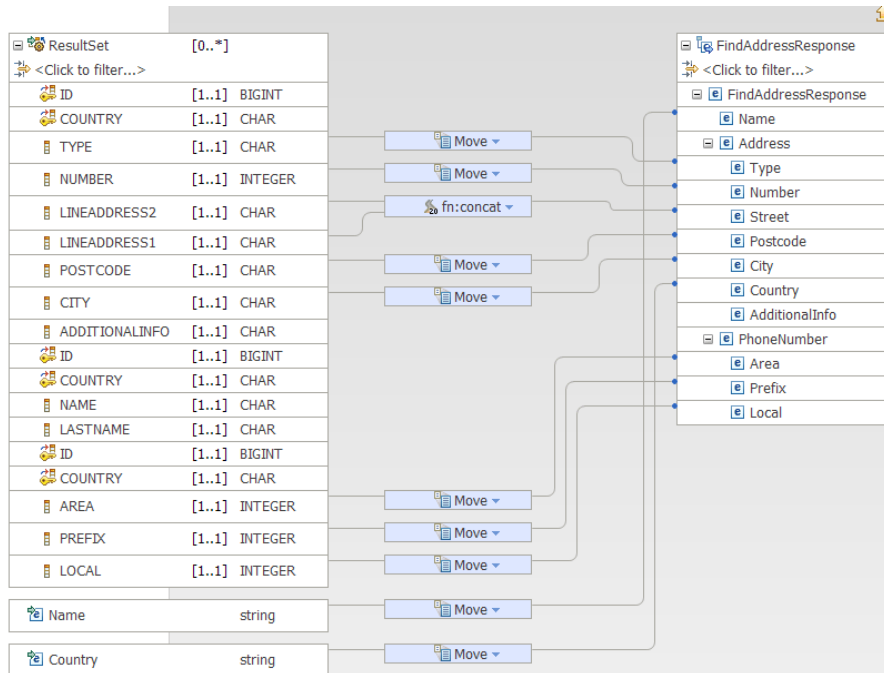 ResultSet [0..*]
<Click to filter...>
ID [1..1] BIGINT
COUNTRY [1..1] CHAR
TYPE [1..1] CHAR
NUMBER [1..1] INTEGER
LINEADDRESS2 [1..1] CHAR
LINEADDRESS1 [1..1] CHAR
POSTCODE [1..1] CHAR
CITY [1..1] CHAR
ADDITIONALINFO [1..1] CHAR
ID [1..1] BIGINT
COUNTRY [1..1] CHAR
NAME [1..1] CHAR
LASTNAME [1..1] CHAR
ID [1..1] BIGINT
COUNTRY [1..1] CHAR
AREA [1..1] INTEGER
PREFIX [1..1] INTEGER
LOCAL [1..1] INTEGER
Name string
Country string
Move
Move
fn:concat
Move
Move
Move
Move
Move
Move
Move
FindAddressResponse
<Click to filter...>
FindAddressResponse
Name
Address
Type
Number
Street
Postcode
City
Country
AdditionalInfo
PhoneNumber
Area
Prefix
Local